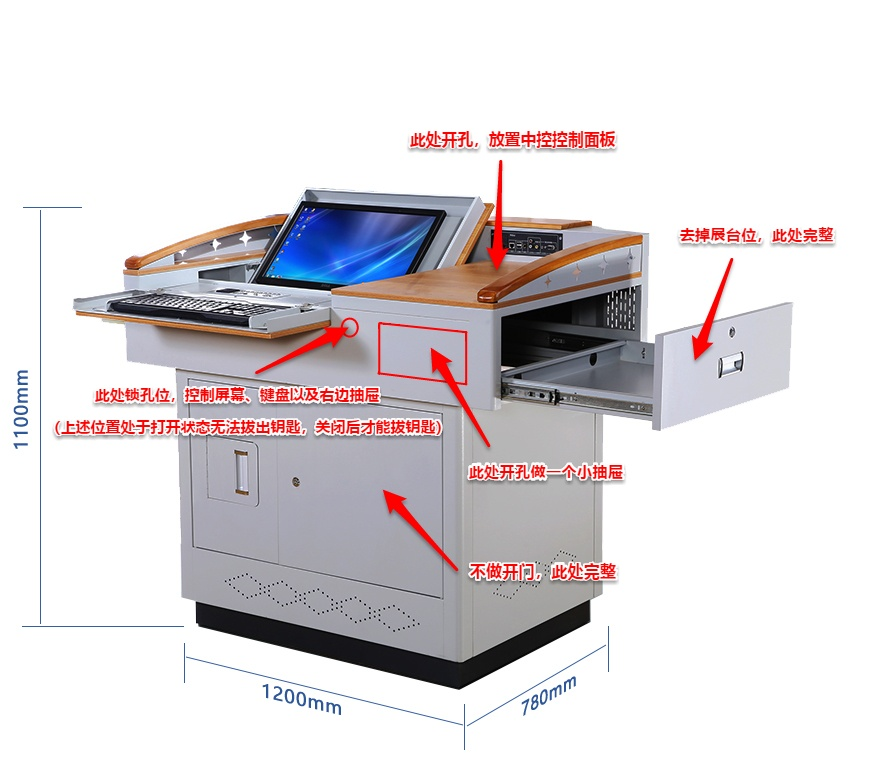 此处开孔，放置中控控制面板
去掉展台位，此处完整
此处锁孔位，控制屏幕、键盘以及右边抽屉
（上述位置处于打开状态无法拔出钥匙，关闭后才能拔钥匙）
此处开孔做一个小抽屉
不做开门，此处完整
1100mm
1200mm
780mm